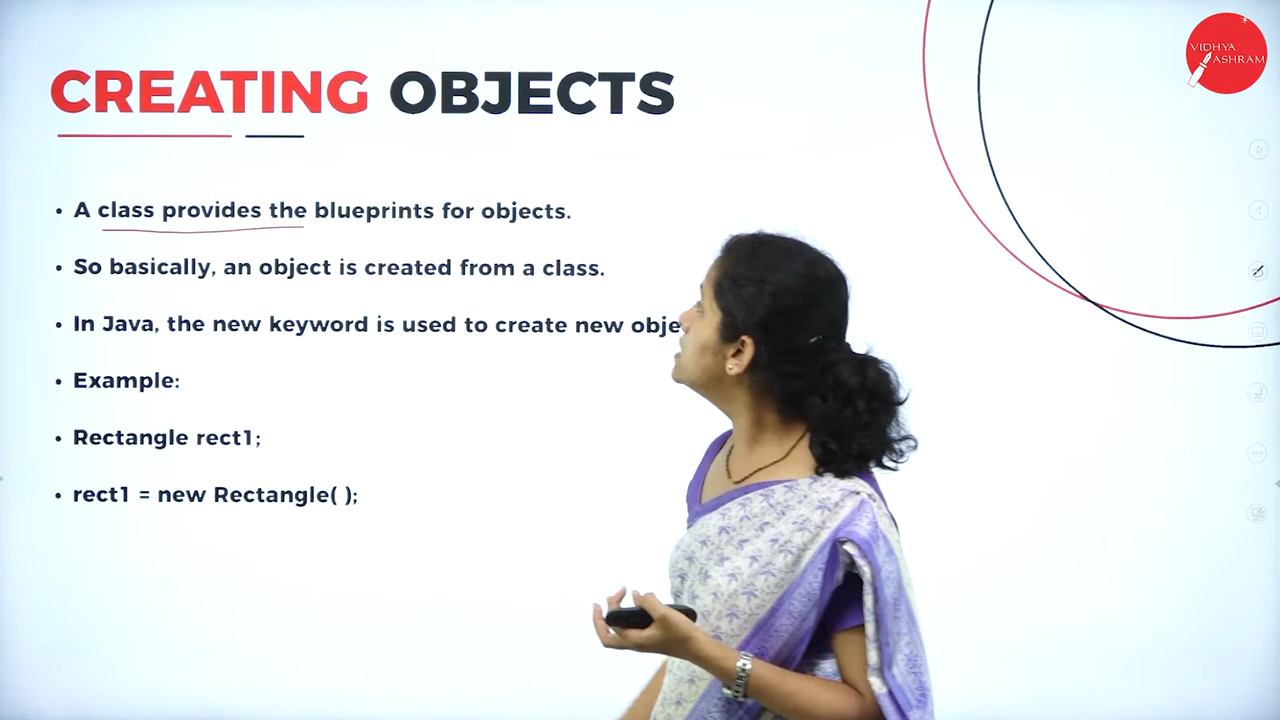 VIDHYA
ASHRAM
CREATING OBJECTS
• A class provides the blueprints for objects.
• So basically, an object is created from a class.
• In Java, the new keyword is used to create new obje
• Example:
• Rectangle rect1;
• rect1 = new Rectangle( );